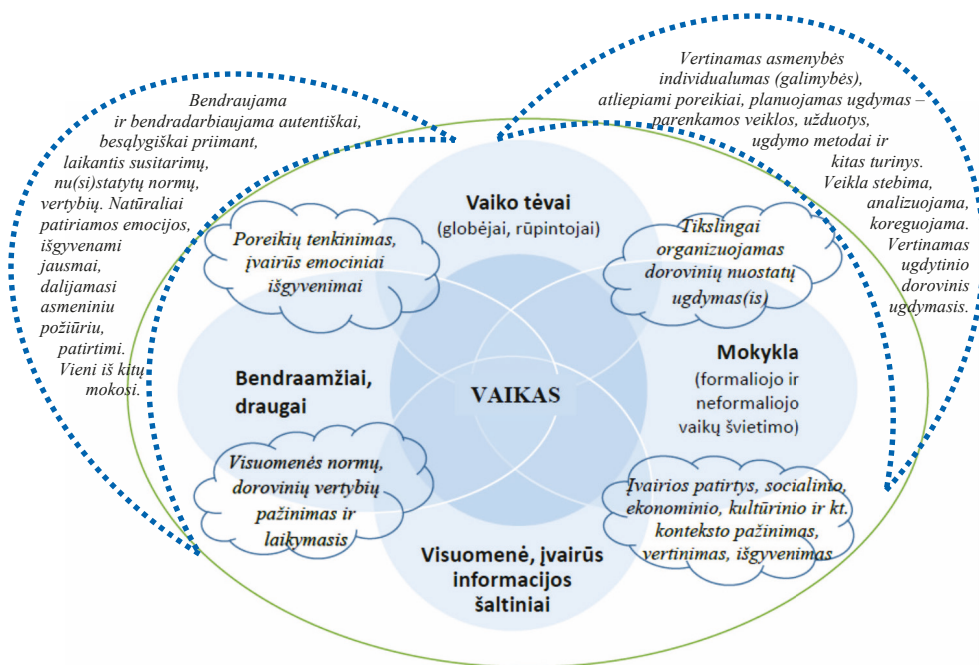 Bendraujama
ir bendradarbiaujama autentiškai,
besąlygiškai priimant,
laikantis susitarimų,
nu(si)statytų normų,
vertybių. Natūraliai
patiriamos emocijos,
išgyvenami
jausmai,
dalijamasi
asmeniniu
požiūriu,
patirtimi.
Vieni iš kitų
mokosi.
Vertinamas asmenybės
individualumas (galimybės),
atliepiami poreikiai, planuojamas ugdymas –
parenkamos veiklos, užduotys,
ugdymo metodai ir
kitas turinys.
Veikla stebima,
analizuojama,
koreguojama.
Vertinamas
ugdytinio
dorovinis
ugdymasis.
Vaiko tėvai
(globėjai, rūpintojai)
Poreikių tenkinimas,
įvairūs emociniai
išgyvenimai
Tikslingai
organizuojamas
dorovinių nuostatų
ugdymas(is)
Bendraamžiai,
draugai
VAIKAS
Mokykla
(formaliojo ir
neformaliojo
vaikų švietimo)
Visuomenės normų,
dorovinių vertybių
pažinimas ir
laikymasis
Įvairios patirtys, socialinio,
ekonominio, kultūrinio ir kt.
konteksto pažinimas,
vertinimas, išgyvenimas
Visuomenė, įvairūs
informacijos
šaltiniai